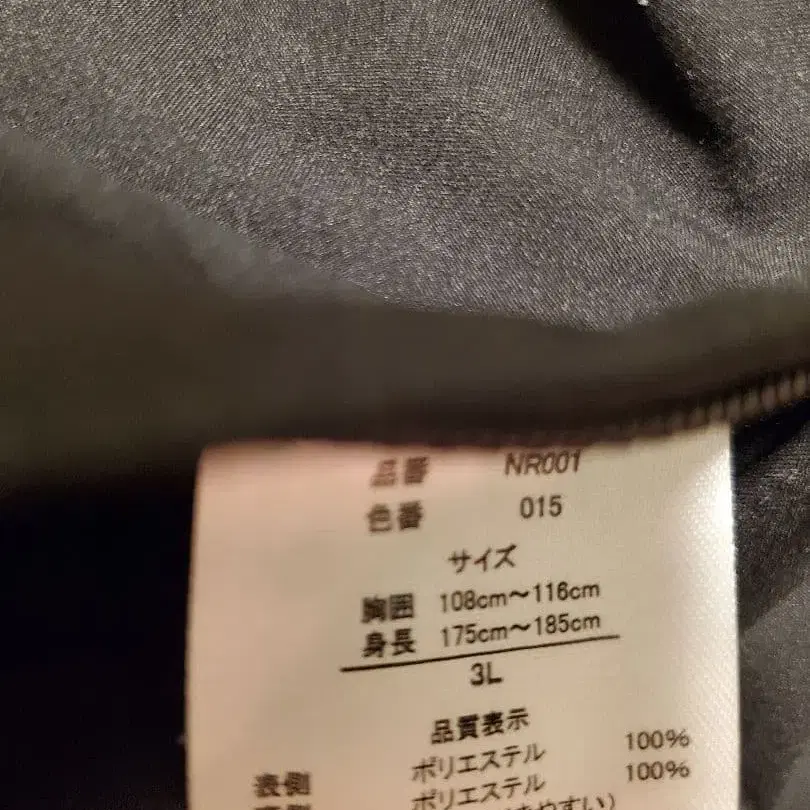 品番 NR001
色番 015
サイズ
胸囲 108cm～116cm
身長 175cm～185cm
3L
品質表示
表側 ポリエステル 100%
ポリエステル 100%